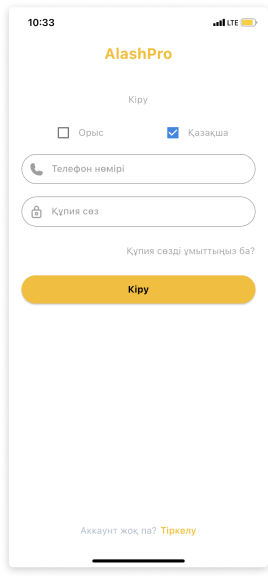 10:33 LTE
AlashPro
Кіру
Орыс Қазақша
Телефон нөмірі
Құпия сөз
Құпия сөзді ұмыттыңыз ба?
Кіру
Аккаунт жоқ па? Тіркелу